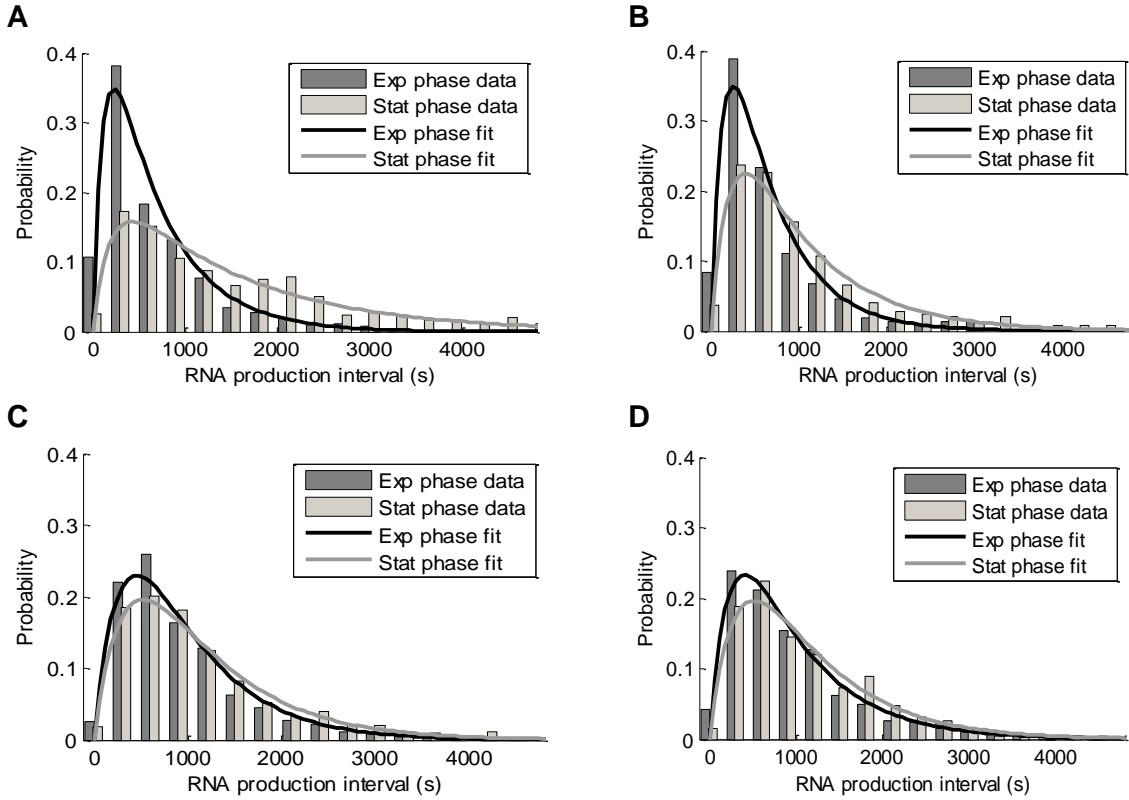 A
0.4
0.3
0.2
0.1
0
Probability
Exp phase data
Stat phase data
Exp phase fit
Stat phase fit
0 1000 2000 3000 4000
RNA production interval (s)
B
0.4
0.3
0.2
0.1
0
Probability
Exp phase data
Stat phase data
Exp phase fit
Stat phase fit
0 1000 2000 3000 4000
RNA production interval (s)
C
0.4
0.3
0.2
0.1
0
Probability
Exp phase data
Stat phase data
Exp phase fit
Stat phase fit
0 1000 2000 3000 4000
RNA production interval (s)
D
0.4
0.3
0.2
0.1
0
Probability
Exp phase data
Stat phase data
Exp phase fit
Stat phase fit
0 1000 2000 3000 4000
RNA production interval (s)